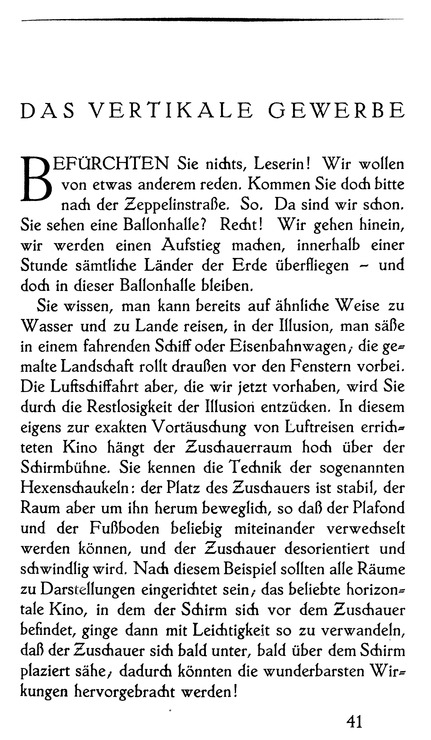 DAS VERTIKALE GEWERBE
BEFÜRCHTEN Sie nichts, Leserin! Wir wollen
von etwas anderem reden. Kommen Sie doch bitte
nach der Zeppelinstraße. So. Da sind wir schon.
Sie sehen eine Ballonhalle? Recht! Wir gehen hinein,
wir werden einen Aufstieg machen, innerhalb einer
Stunde sämtliche Länder der Erde überfliegen – und
doch in dieser Ballonhalle bleiben.
Sie wissen, man kann bereits auf ähnliche Weise zu
Wasser und zu Lande reisen, in der Illusion, man säße
in einem fahrenden Schiff oder Eisenbahnwagen; die ge-
malte Landschaft rollt draußen vor den Fenstern vorbei.
Die Luftschiffahrt aber, die wir jetzt vorhaben, wird Sie
durch die Restlosigkeit der Illusion entzücken. In diesem
eigens zur exakten Vortäuschung von Luftreisen errich-
teten Kino hängt der Zuschauerraum hoch über der
Schirmbühne. Sie kennen die Technik der sogenannten
Hexenschaukeln: der Platz des Zuschauers ist stabil, der
Raum aber um ihn herum beweglich, so daß der Plafond
und der Fußboden beliebig miteinander verwechselt
werden können, und der Zuschauer desorientiert und
schwindlig wird. Nach diesem Beispiel sollten alle Räume
zu Darstellungen eingerichtet sein; das beliebte horizon-
tale Kino, in dem der Schirm sich vor dem Zuschauer
befindet, ginge dann mit Leichtigkeit so zu verwandeln,
daß der Zuschauer sich bald unter, bald über dem Schirm
plaziert sähe; dadurch könnten die wunderbarsten Wir-
kungen hervorgebracht werden!
41